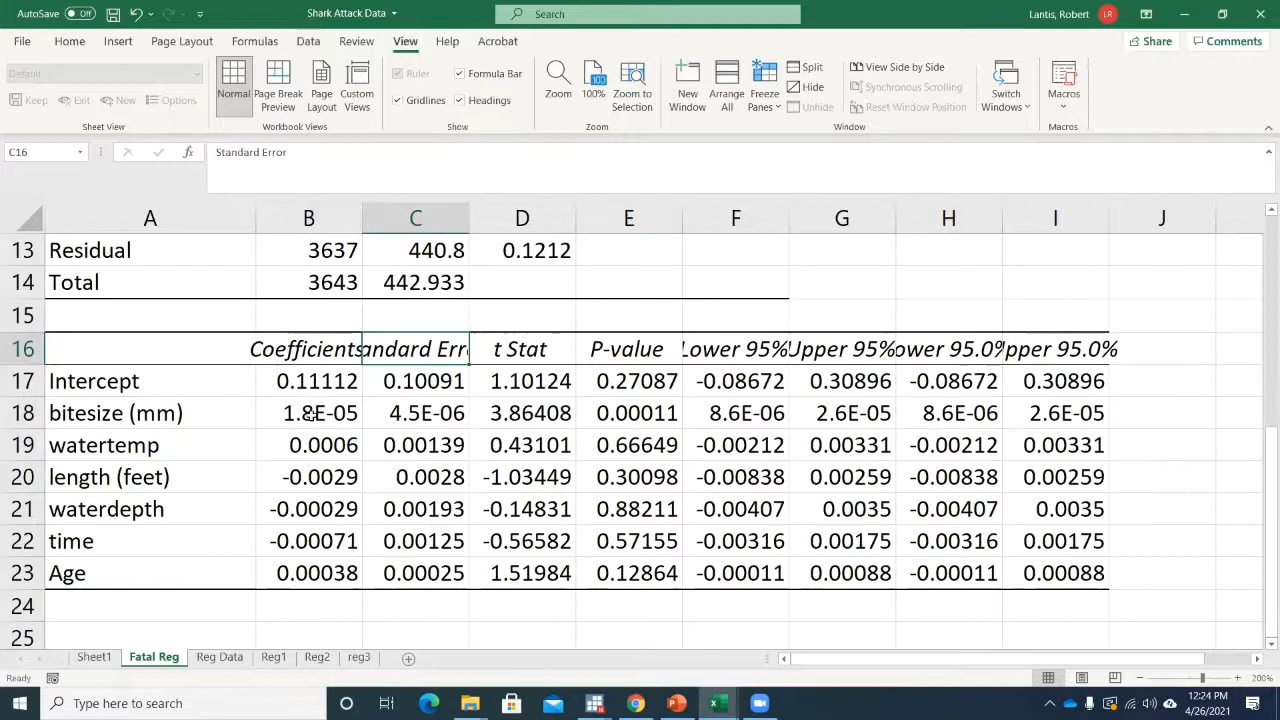 AutoSave Off Shark Attack Data Search Lantis, Robert LR
File Home Insert Page Layout Formulas Data Review View Help Acrobat Share Comments
Default
Keep Exit New Options
Sheet View
Normal Page Break Preview Page Layout Custom Views
Workbook Views
Ruler Formula Bar
Gridlines Headings
Show
Zoom 100% Zoom to Selection
Zoom
New Window Arrange All Freeze Panes
Split
Hide
Unhide
View Side by Side
Synchronous Scrolling
Reset Window Position
Window
Switch Windows
Macros
Macros
C16 fx Standard Error
A B C D E F G H I J
13 Residual 3637 440.8 0.1212
14 Total 3643 442.933
15
16 Coefficients andard Erro t Stat P-value Lower 95% Upper 95% ower 95.0% pper 95.0%
17 Intercept 0.11112 0.10091 1.10124 0.27087 -0.08672 0.30896 -0.08672 0.30896
18 bitesize (mm) 1.8E-05 4.5E-06 3.86408 0.00011 8.6E-06 2.6E-05 8.6E-06 2.6E-05
19 watertemp 0.0006 0.00139 0.43101 0.66649 -0.00212 0.00331 -0.00212 0.00331
20 length (feet) -0.0029 0.0028 -1.03449 0.30098 -0.00838 0.00259 -0.00838 0.00259
21 waterdepth -0.00029 0.00193 -0.14831 0.88211 -0.00407 0.0035 -0.00407 0.0035
22 time -0.00071 0.00125 -0.56582 0.57155 -0.00316 0.00175 -0.00316 0.00175
23 Age 0.00038 0.00025 1.51984 0.12864 -0.00011 0.00088 -0.00011 0.00088
24
25
Sheet1 Fatal Reg Reg Data Reg1 Reg2 reg3
Ready 200%
Type here to search 12:24 PM
4/26/2021